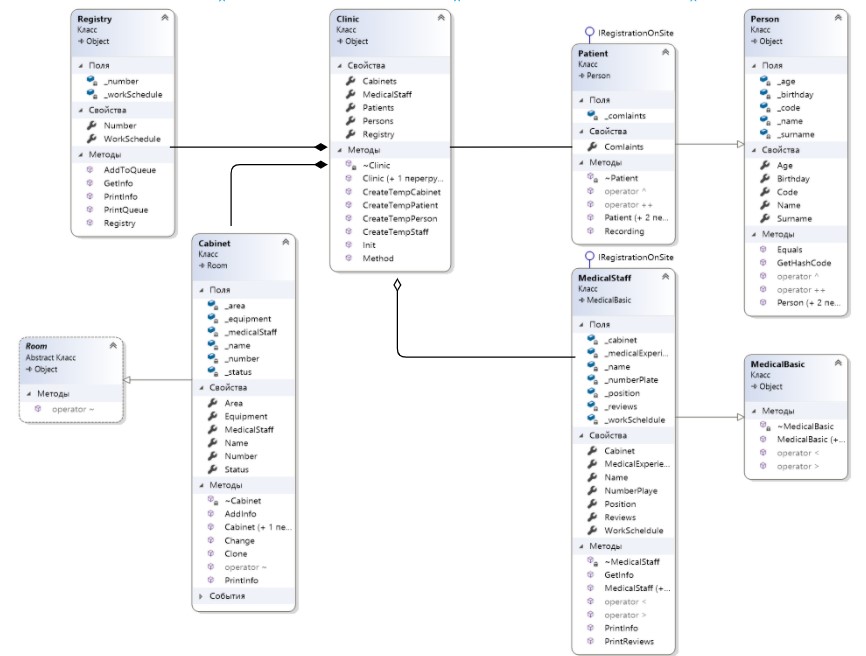 Registry
Класс
→ Object
Поля
_number
_workSchedule
Свойства
Number
WorkSchedule
Методы
AddToQueue
GetInfo
PrintInfo
PrintQueue
Registry
Clinic
Класс
→ Object
Свойства
Cabinets
MedicalStaff
Patients
Persons
Registry
Методы
~Clinic
Clinic (+ 1 перегру...
CreateTempCabinet
CreateTempPatient
CreateTempPerson
CreateTempStaff
Init
Method
IRegistrationOnSite
Patient
Класс
→ Person
Поля
_comlaints
Свойства
Comlaints
Методы
~Patient
operator ^
operator ++
Patient (+ 2 пе...
Recording
Person
Класс
→ Object
Поля
_age
_birthday
_code
_name
_surname
Свойства
Age
Birthday
Code
Name
Surname
Методы
Equals
GetHashCode
operator ^
operator ++
Person (+ 2 пе...
Cabinet
Класс
→ Room
Поля
_area
_equipment
_medicalStaff
_name
_number
_status
Свойства
Area
Equipment
MedicalStaff
Name
Number
Status
Методы
~Cabinet
AddInfo
Cabinet (+ 1 пе...
Change
Clone
operator ~
PrintInfo
События
Room
Abstract Класс
→ Object
Методы
operator ~
IRegistrationOnSite
MedicalStaff
Класс
→ MedicalBasic
Поля
_cabinet
_medicalExperi...
_name
_numberPlate
_position
_reviews
_workScheldule
Свойства
Cabinet
MedicalExperie...
Name
NumberPlaye
Position
Reviews
WorkScheldule
Методы
~MedicalStaff
GetInfo
MedicalStaff (+...
operator <
operator >
PrintInfo
PrintReviews
MedicalBasic
Класс
→ Object
Методы
~MedicalBasic
MedicalBasic (+...
operator <
operator >